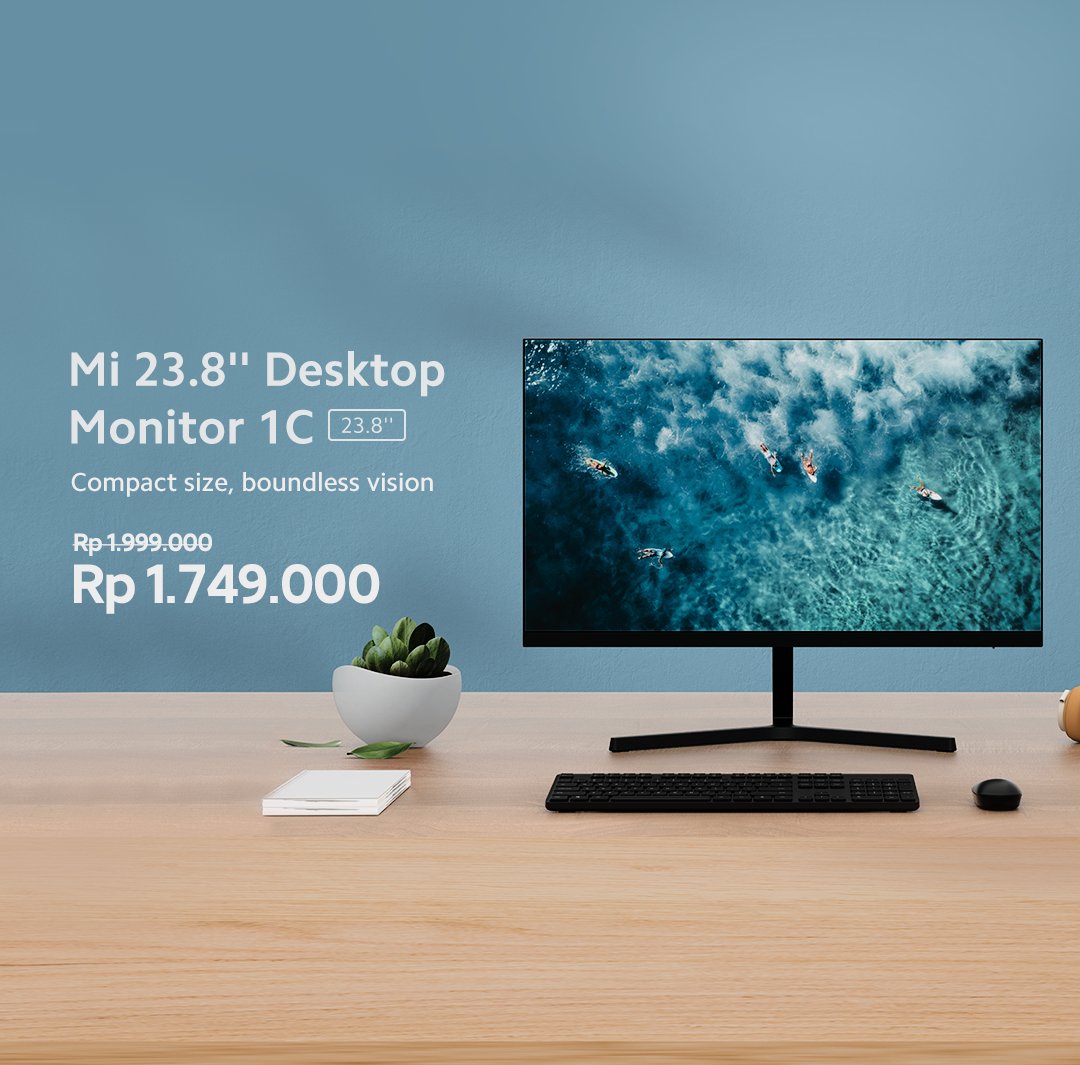 Mi 23.8'' Desktop
Monitor 1C 23.8''
Compact size, boundless vision
Rp 1.999.000
Rp 1.749.000